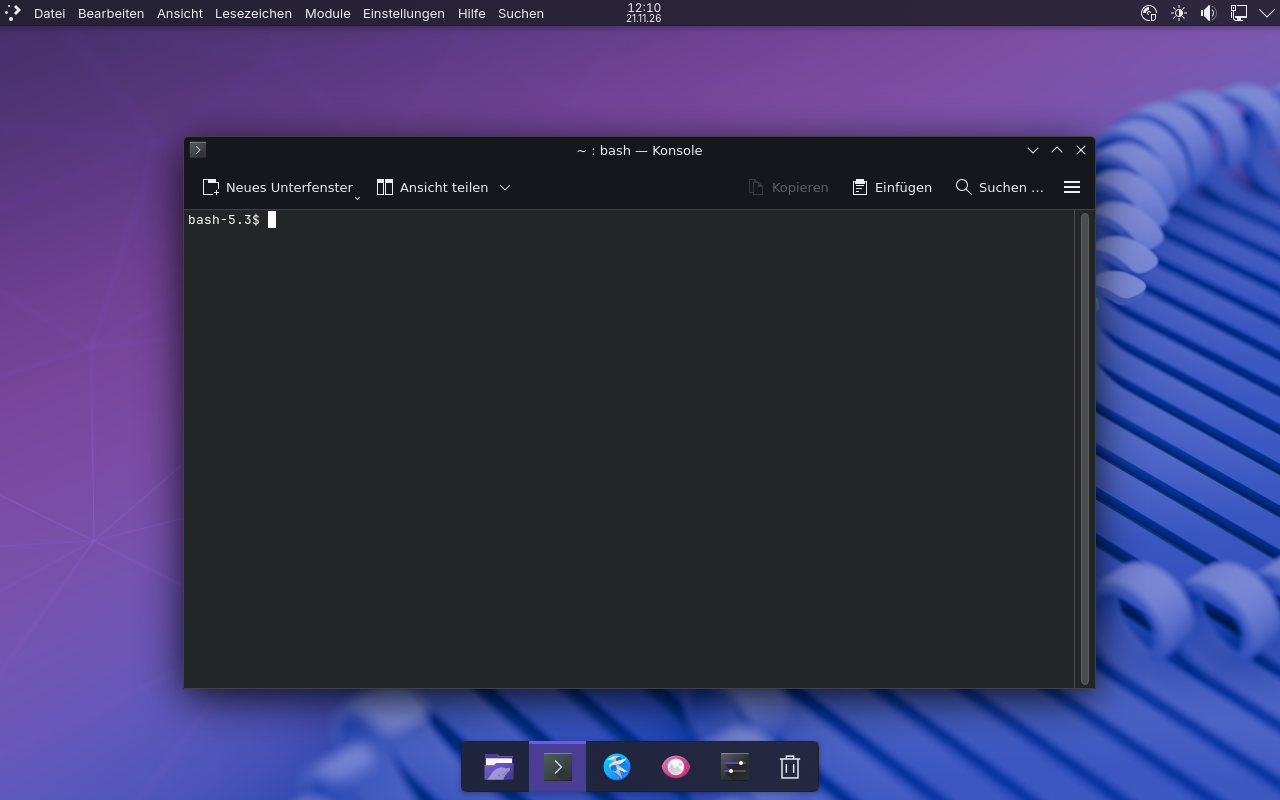 Datei Bearbeiten Ansicht Lesezeichen Module Einstellungen Hilfe Suchen
12:10
21.11.26
~ : bash — Konsole
Neues Unterfenster Ansicht teilen Kopieren Einfügen Suchen ...
bash-5.3$